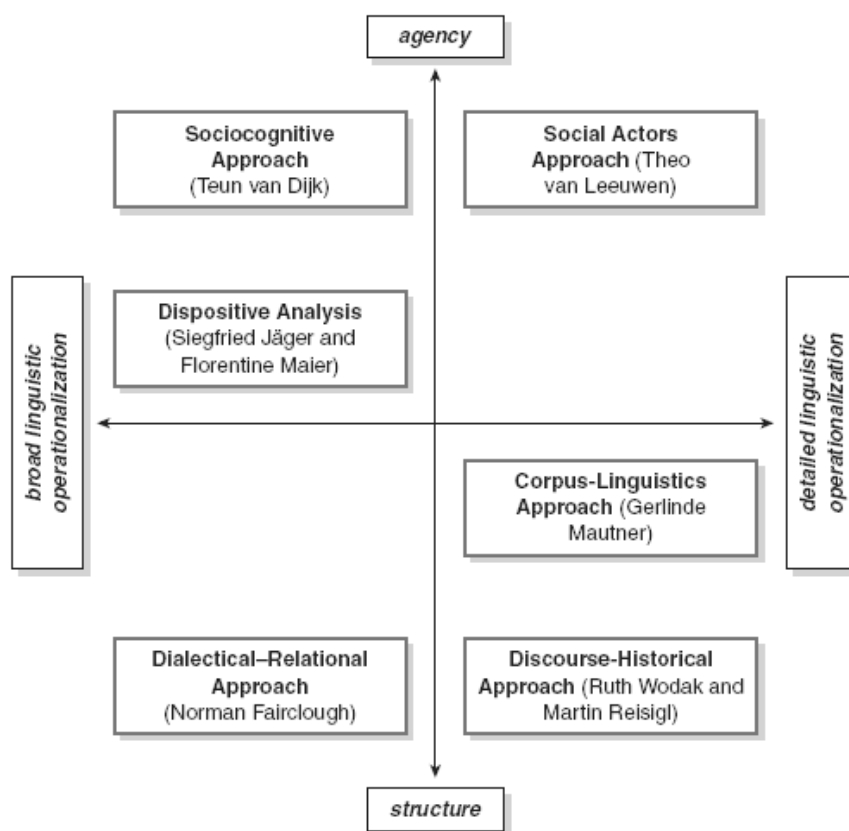 agency
Sociocognitive
Approach
(Teun van Dijk)
Social Actors
Approach (Theo
van Leeuwen)
Dispositive Analysis
(Siegfried Jäger and
Florentine Maier)
broad linguistic
operationalization
detailed linguistic
operationalization
Corpus-Linguistics
Approach (Gerlinde
Mautner)
Dialectical–Relational
Approach
(Norman Fairclough)
Discourse-Historical
Approach (Ruth Wodak and
Martin Reisigl)
structure